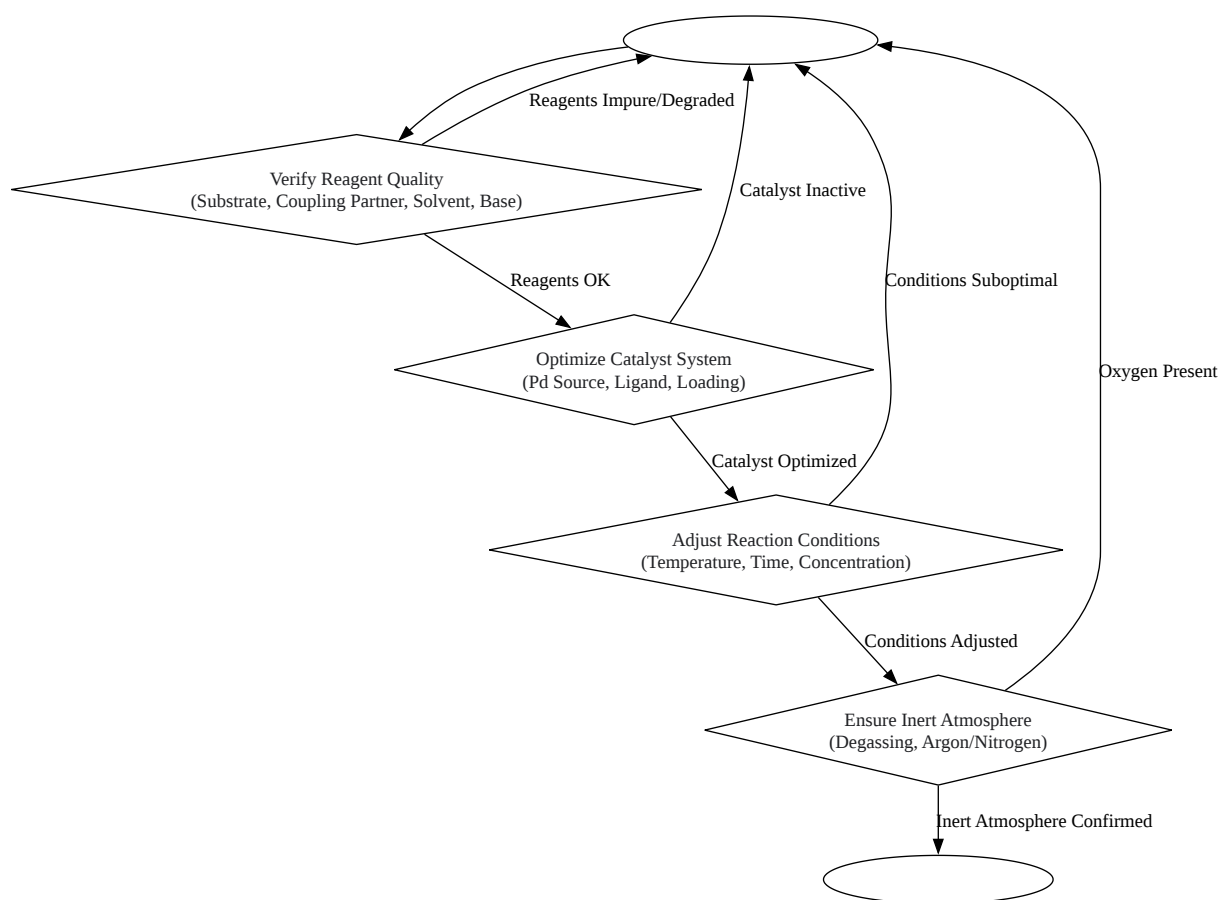 Reagents Impure/Degraded
Verify Reagent Quality
(Substrate, Coupling Partner, Solvent, Base)
Catalyst Inactive
Reagents OK
Conditions Suboptimal
Optimize Catalyst System
(Pd Source, Ligand, Loading)
Oxygen Present
Catalyst Optimized
Adjust Reaction Conditions
(Temperature, Time, Concentration)
Conditions Adjusted
Ensure Inert Atmosphere
(Degassing, Argon/Nitrogen)
Inert Atmosphere Confirmed